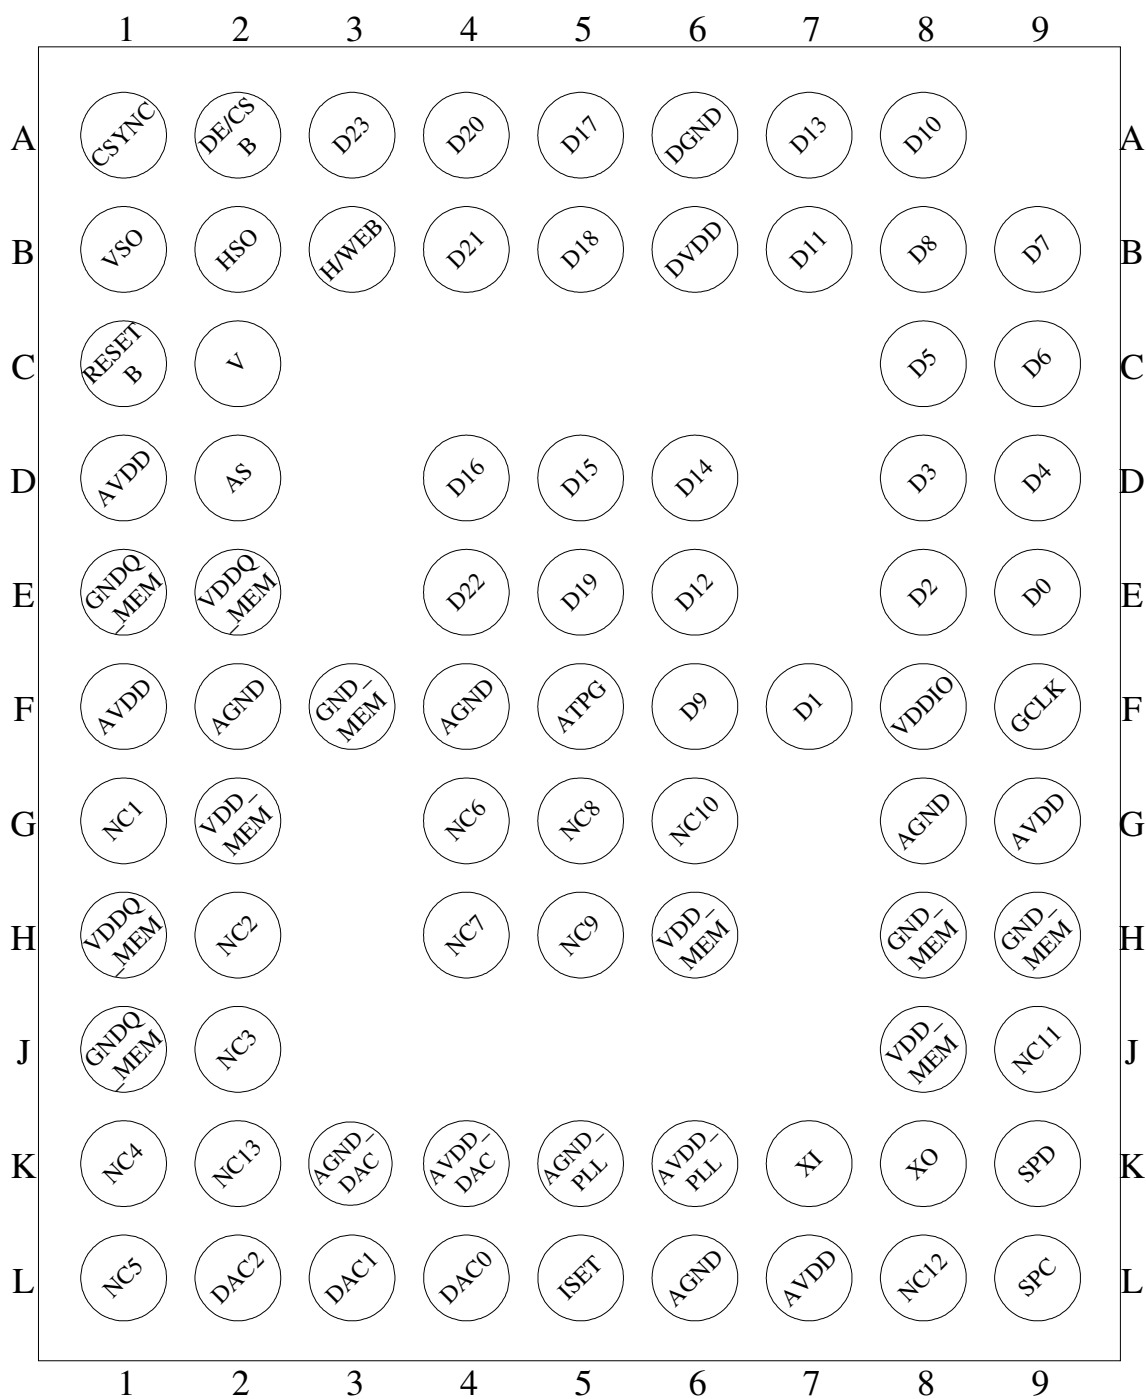 1 2 3 4 5 6 7 8 9
A CSYNC DE/CS B D23 D20 D17 DGND D13 D10 A
B VSO HSO H/WEB D21 D18 DVDD D11 D8 D7 B
C RESET B V D5 D6 C
D AVDD AS D16 D15 D14 D3 D4 D
E GNDQ _MEM VDDQ _MEM D22 D19 D12 D2 D0 E
F AVDD AGND GND_ MEM AGND ATPG D9 D1 VDDIO GCLK F
G NC1 VDD_ MEM NC6 NC8 NC10 AGND AVDD G
H VDDQ _MEM NC2 NC7 NC9 VDD_ MEM GND_ MEM GND_ MEM H
J GNDQ _MEM NC3 VDD_ MEM NC11 J
K NC4 NC13 AGND_ DAC AVDD_ DAC AGND_ PLL AVDD_ PLL XI XO SPD K
L NC5 DAC2 DAC1 DAC0 ISET AGND AVDD NC12 SPC L
1 2 3 4 5 6 7 8 9